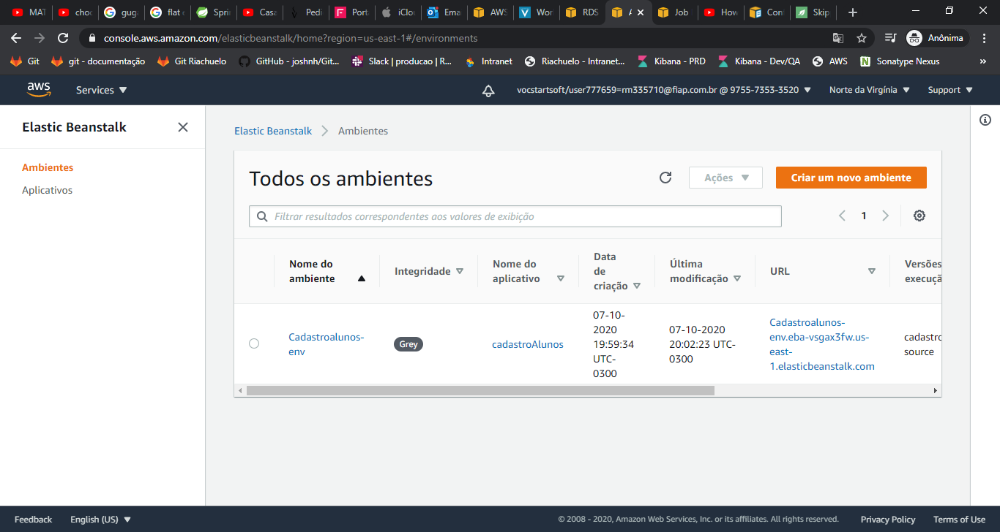 MAT
choc
guga
flat e
Sprin
Casa
Pedi
Porta
iCloc
Ema
AWS
Wor
RDS
Job
How
Con
Skip
console.aws.amazon.com/elasticbeanstalk/home?region=us-east-1#/environments
Anônima
Git
git - documentação
Git Riachuelo
GitHub - joshnh/Git...
Slack | producao | R...
Intranet
Riachuelo - Intranet...
Kibana - PRD
Kibana - Dev/QA
AWS
Sonatype Nexus
»
aws
Services
vocstartsoft/user777659=rm335710@fiap.com.br @ 9755-7353-3520
Norte da Virgínia
Support
Elastic Beanstalk
Ambientes
Aplicativos
Elastic Beanstalk
Ambientes
Todos os ambientes
Ações
Criar um novo ambiente
Filtrar resultados correspondentes aos valores de exibição
1
Nome do
ambiente
Integridade
Nome do
aplicativo
Data
de
criação
Última
modificação
URL
Versões
execuçã
Cadastroalunos-
env
Grey
cadastroAlunos
07-10-
2020
19:59:34
UTC-
0300
07-10-2020
20:02:23 UTC-
0300
Cadastroalunos-
env.eba-vsgax3fw.us-
east-
1.elasticbeanstalk.com
cadastro
source
Feedback
English (US)
© 2008 - 2020, Amazon Web Services, Inc. or its affiliates. All rights reserved.
Privacy Policy
Terms of Use